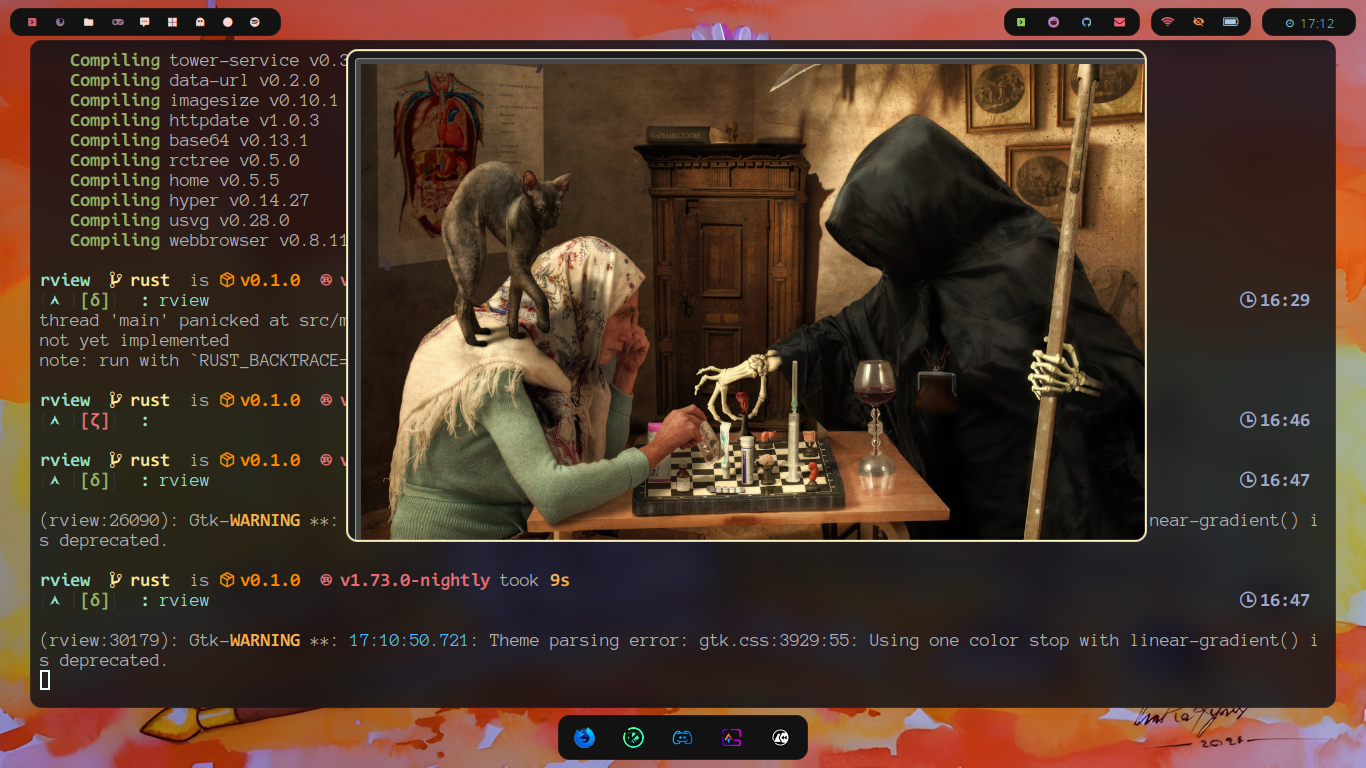 17:12
Compiling tower-service v0.3
Compiling data-url v0.2.0
Compiling imagesize v0.10.1
Compiling httpdate v1.0.3
Compiling base64 v0.13.1
Compiling rctree v0.5.0
Compiling home v0.5.5
Compiling hyper v0.14.27
Compiling usvg v0.28.0
Compiling webbrowser v0.8.11
ФАРМАКОЛОГИЯ
rview rust is v0.1.0 v
[δ] : rview 16:29
thread 'main' panicked at src/m
not yet implemented
note: run with `RUST_BACKTRACE=
rview rust is v0.1.0 v
[ζ] : 16:46
rview rust is v0.1.0 v
[δ] : rview 16:47
(rview:26090): Gtk-WARNING **: near-gradient() i
s deprecated.
rview rust is v0.1.0 v1.73.0-nightly took 9s
[δ] : rview 16:47
(rview:30179): Gtk-WARNING **: 17:10:50.721: Theme parsing error: gtk.css:3929:55: Using one color stop with linear-gradient() i
s deprecated.
2021